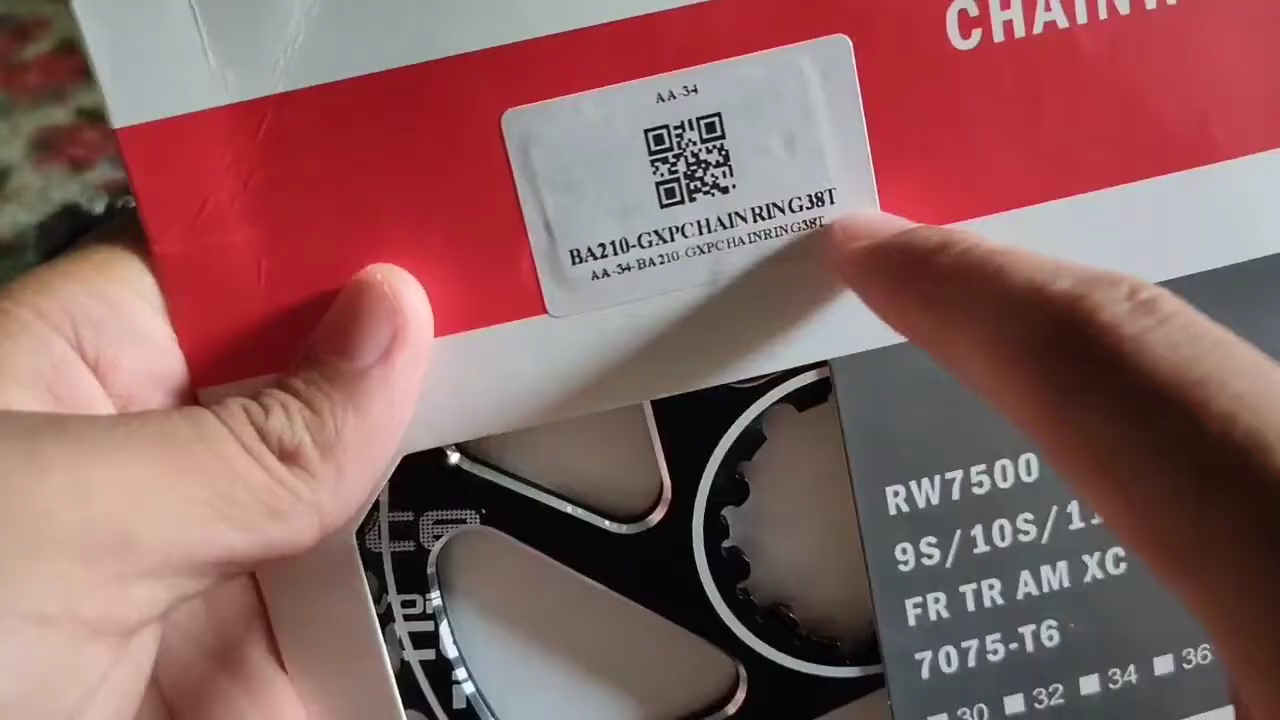 AA-34
BA210-GXPCHAINRING38T
AA-34-BA210-GXPCHAINRING38T
RW7500
9S/10S/11
FR TR AM XC
7075-T6
30 32 34 36